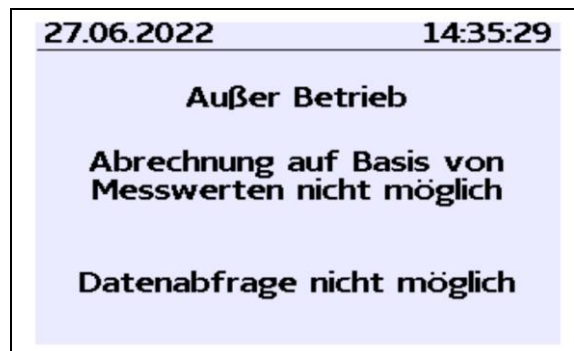 27.06.2022 14:35:29
Außer Betrieb
Abrechnung auf Basis von
Messwerten nicht möglich
Datenabfrage nicht möglich